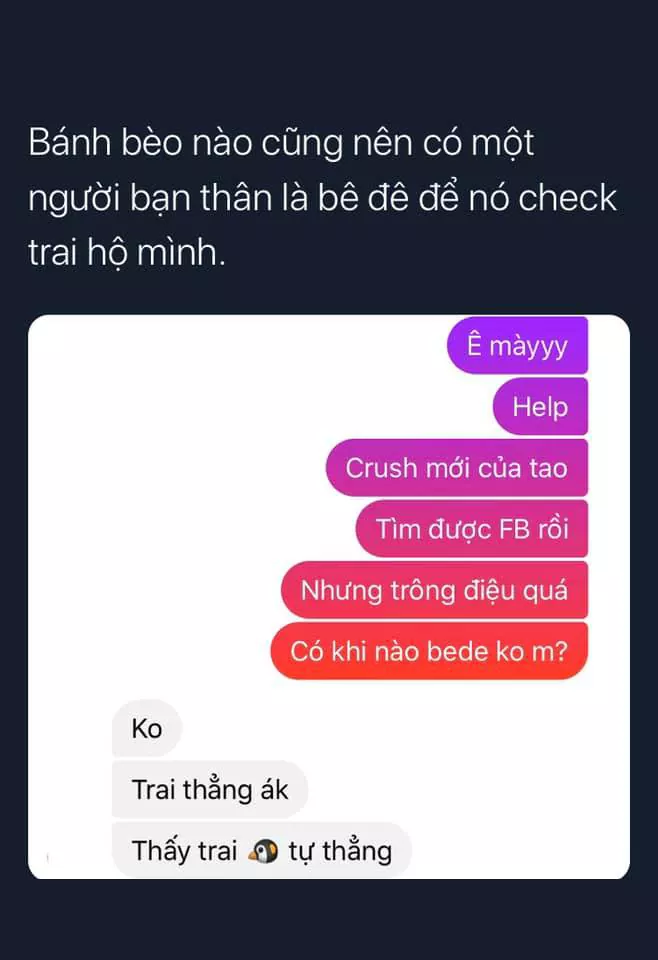 Bánh bèo nào cũng nên có một
người bạn thân là bê đê để nó check
trai hộ mình.
Ê màyyy
Help
Crush mới của tao
Tìm được FB rồi
Nhưng trông điệu quá
Có khi nào bede ko m?
Ko
Trai thẳng ák
Thấy trai 🐧 tự thẳng